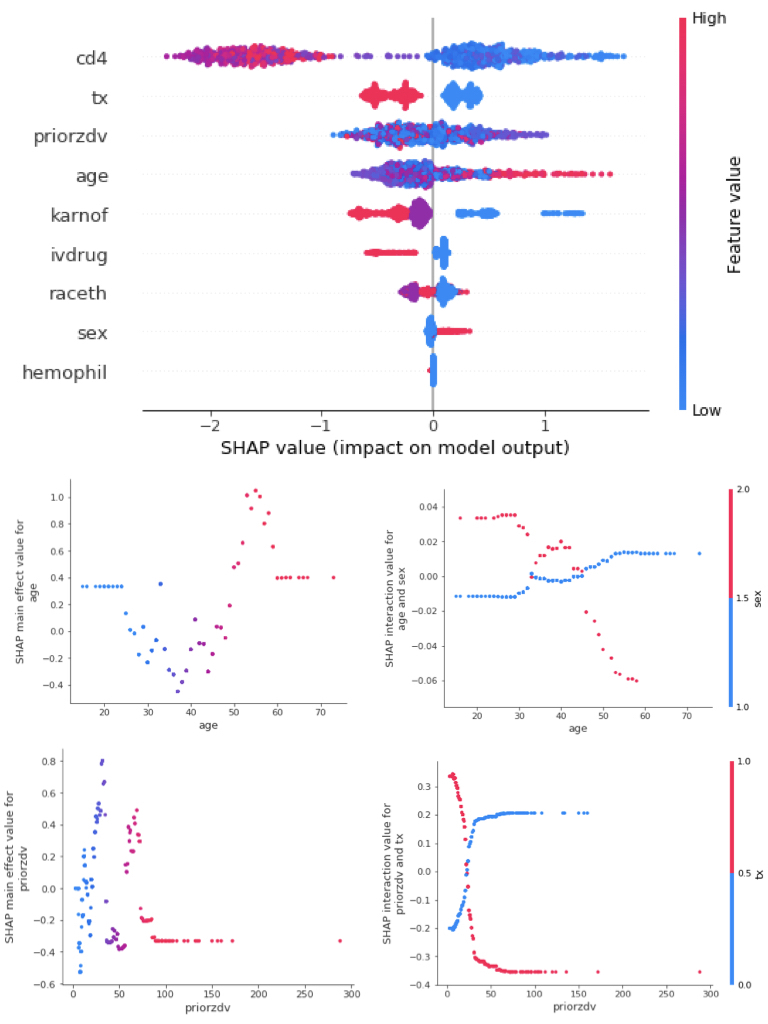 High
cd4
tx
priorzdv
age
karnof
ivdrug
raceth
sex
hemophil
Feature value
Low
−2 −1 0 1
SHAP value (impact on model output)
1.0
0.8
0.6
0.4
0.2
0.0
−0.2
−0.4
SHAP main effect value for
age
20 30 40 50 60 70
age
0.04
0.02
0.00
−0.02
−0.04
−0.06
SHAP interaction value for
age and sex
20 30 40 50 60 70
age
2.0
1.5
1.0
sex
0.8
0.6
0.4
0.2
0.0
−0.2
−0.4
−0.6
SHAP main effect value for
priorzdv
0 50 100 150 200 250 300
priorzdv
0.3
0.2
0.1
0.0
−0.1
−0.2
−0.3
−0.4
SHAP interaction value for
priorzdv and tx
0 50 100 150 200 250 300
priorzdv
1.0
0.5
0.0
tx